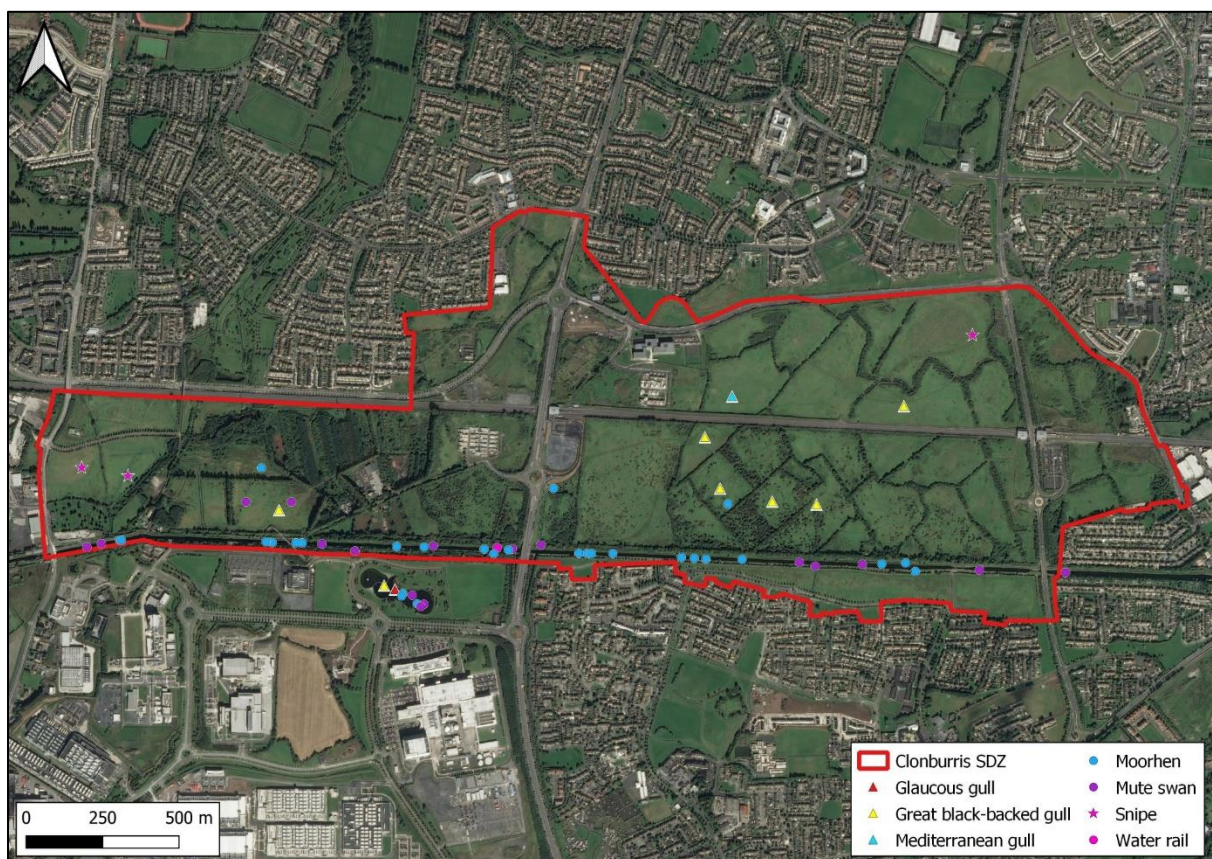 Clonburris SDZ
Glaucous gull
Great black-backed gull
Mediterranean gull
Moorhen
Mute swan
Snipe
Water rail
0 250 500 m